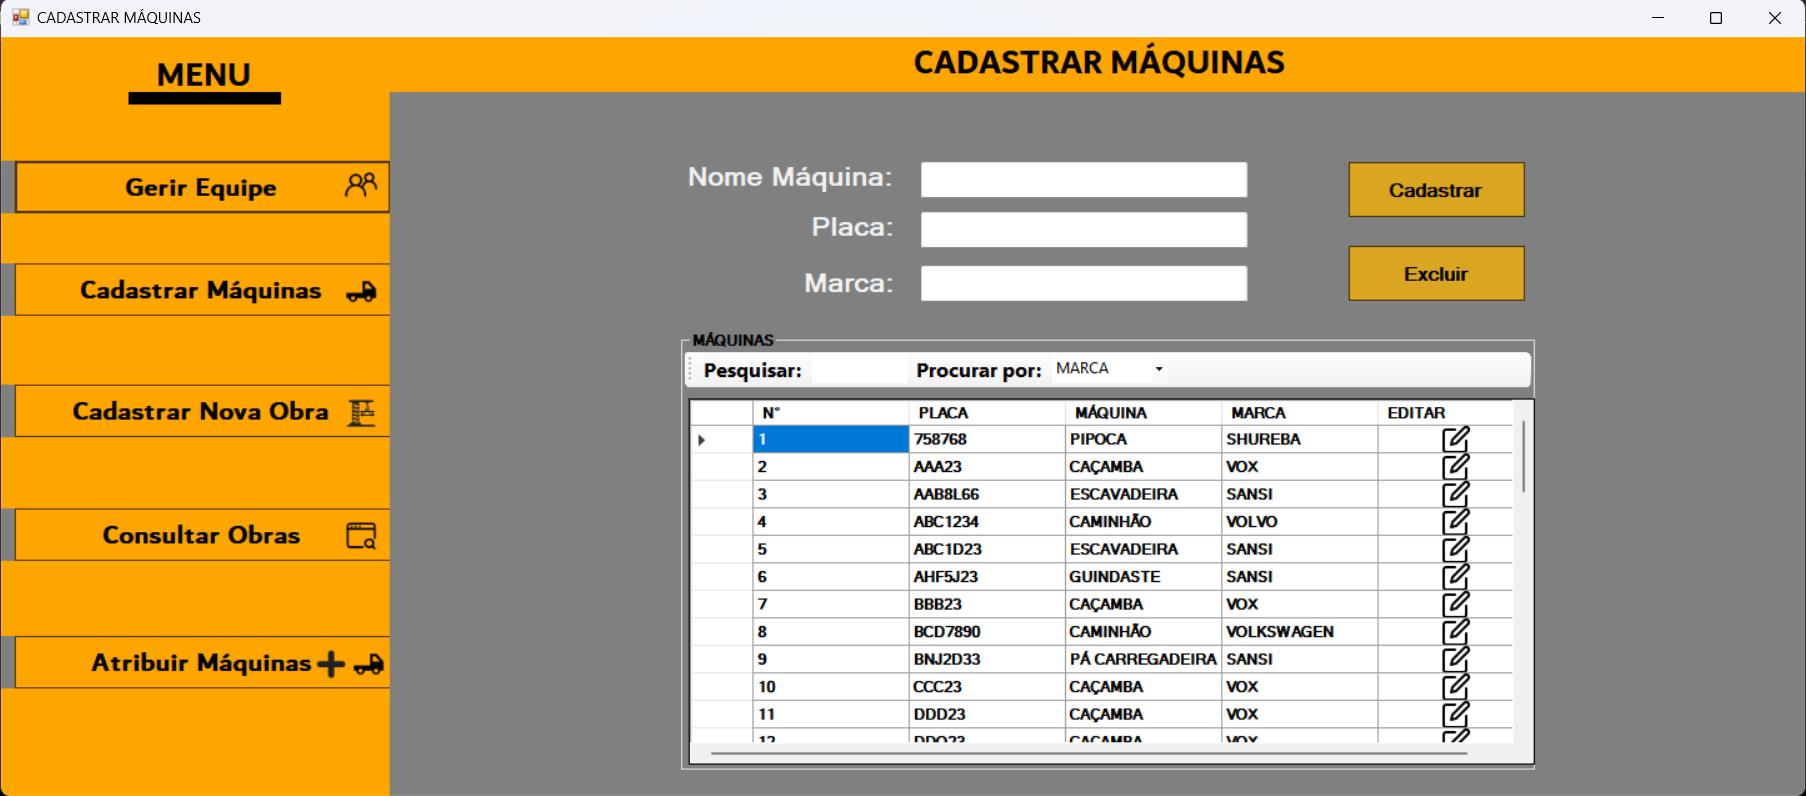 CADASTRAR MÁQUINAS
MENU
CADASTRAR MÁQUINAS
Gerir Equipe
Cadastrar Máquinas
Cadastrar Nova Obra
Consultar Obras
Atribuir Máquinas
Nome Máquina:
Placa:
Marca:
Cadastrar
Excluir
MÁQUINAS
Pesquisar: Procurar por: MARCA
N° PLACA MÁQUINA MARCA EDITAR
1 758768 PIPOCA SHUREBA
2 AAA23 CAÇAMBA VOX
3 AAB8L66 ESCAVADEIRA SANSI
4 ABC1234 CAMINHÃO VOLVO
5 ABC1D23 ESCAVADEIRA SANSI
6 AHF5J23 GUINDASTE SANSI
7 BBB23 CAÇAMBA VOX
8 BCD7890 CAMINHÃO VOLKSWAGEN
9 BNJ2D33 PÁ CARREGADEIRA SANSI
10 CCC23 CAÇAMBA VOX
11 DDD23 CAÇAMBA VOX
12 CAÇAMBA VOX